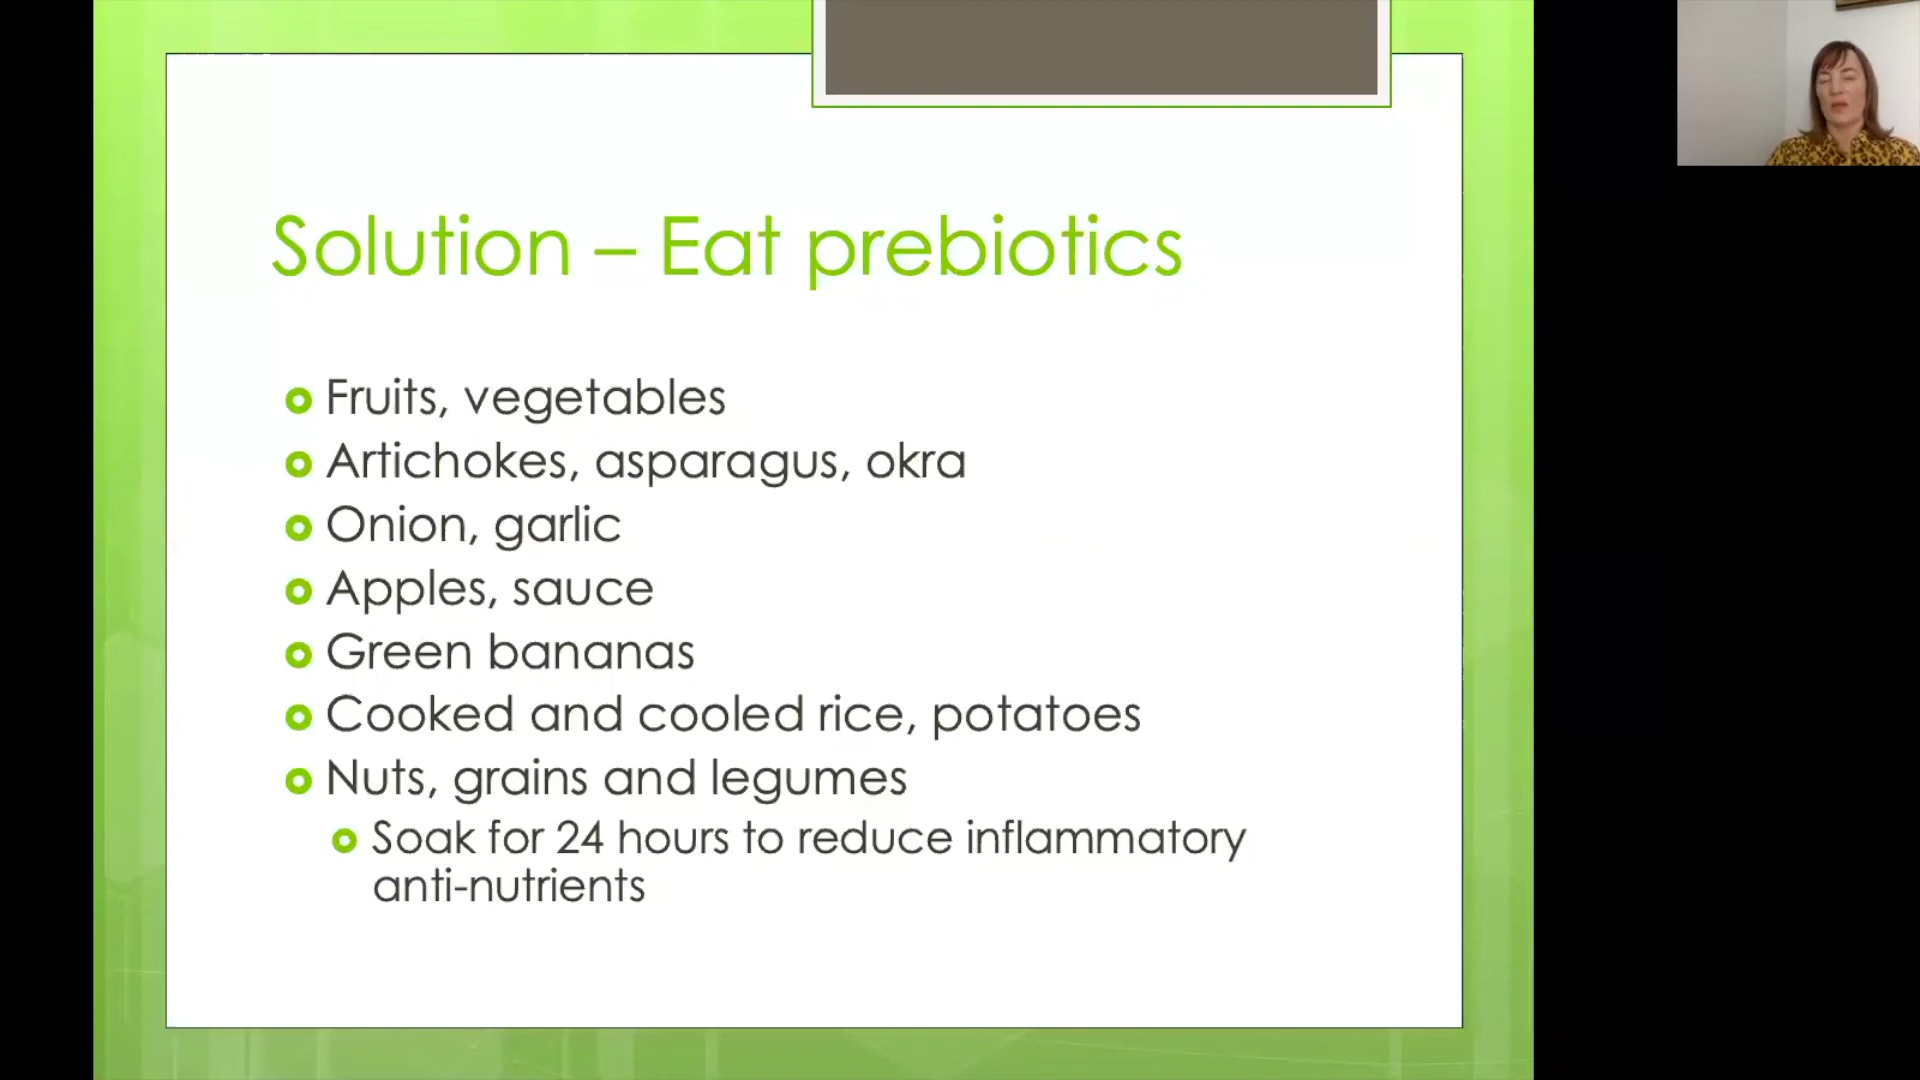 Solution – Eat prebiotics
Fruits, vegetables
Artichokes, asparagus, okra
Onion, garlic
Apples, sauce
Green bananas
Cooked and cooled rice, potatoes
Nuts, grains and legumes
Soak for 24 hours to reduce inflammatory
anti-nutrients